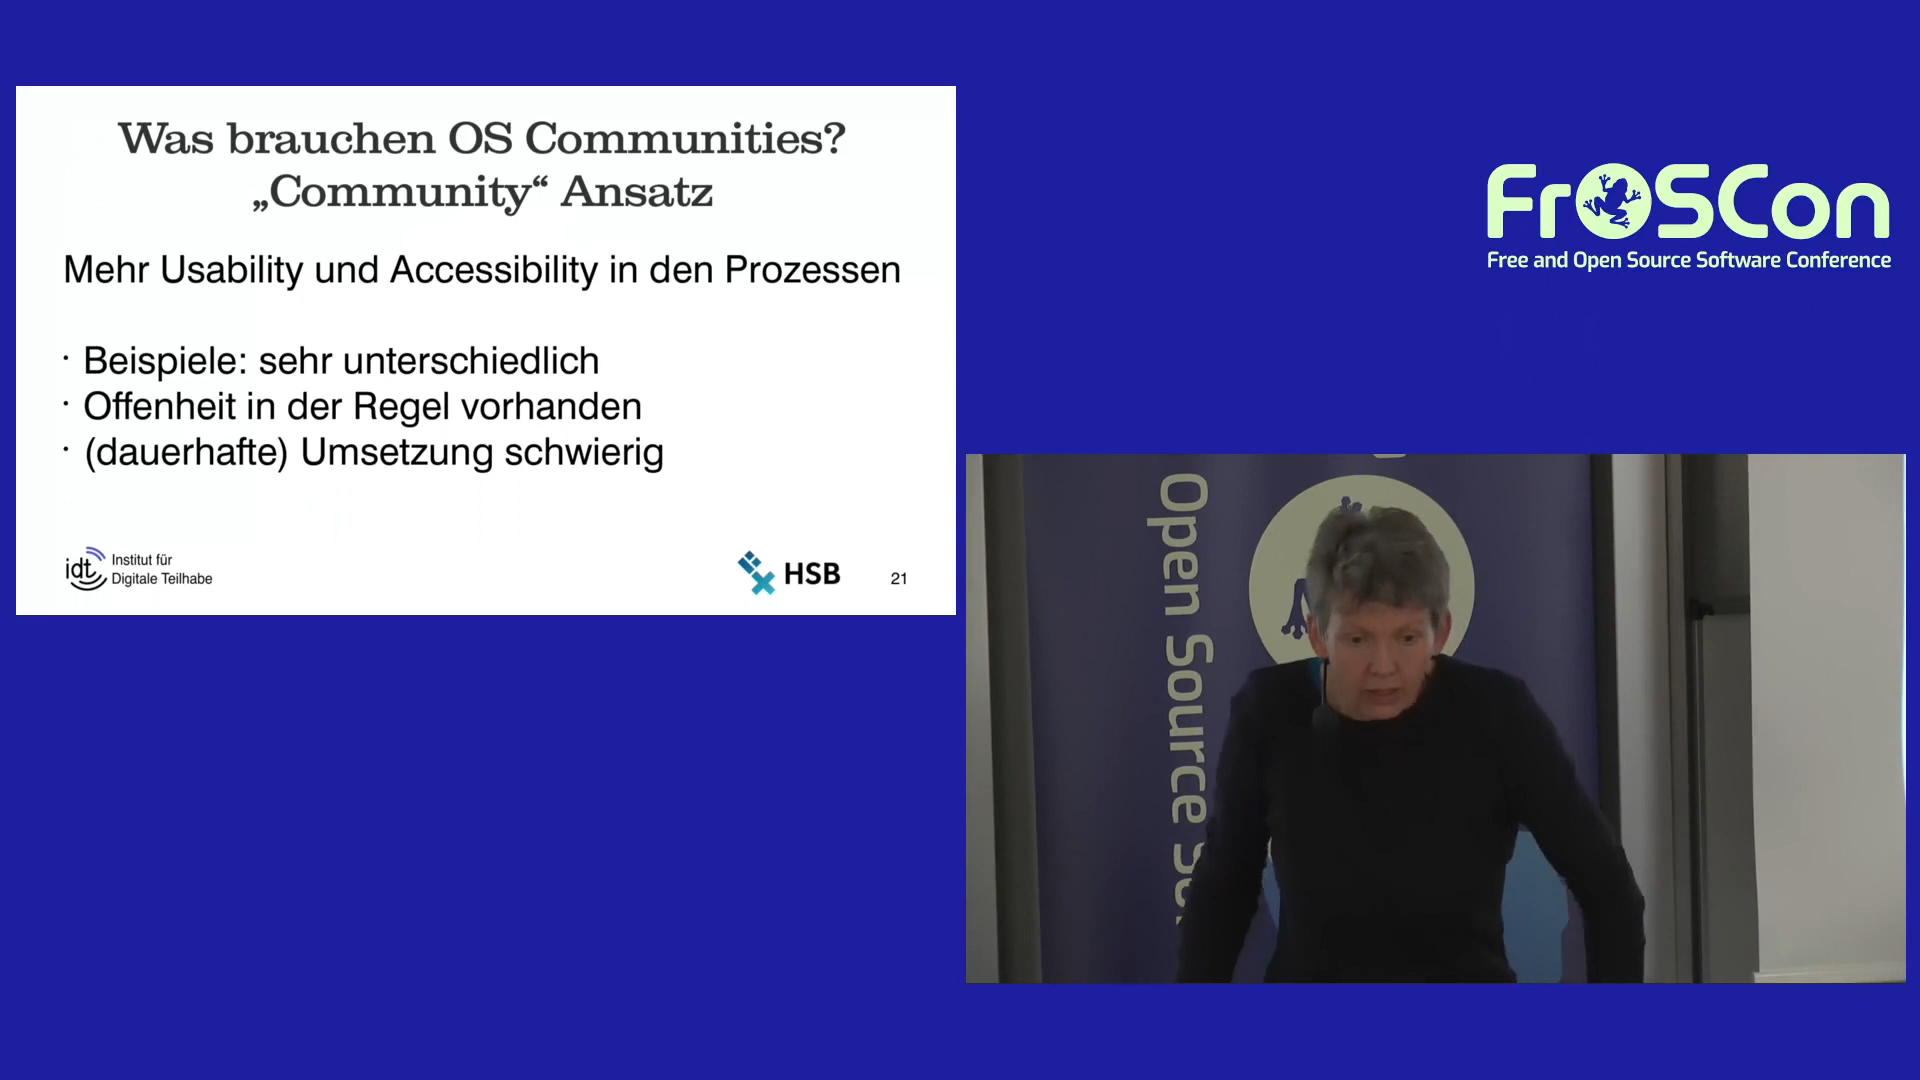 Was brauchen OS Communities?
„Community“ Ansatz
Mehr Usability und Accessibility in den Prozessen
· Beispiele: sehr unterschiedlich
· Offenheit in der Regel vorhanden
· (dauerhafte) Umsetzung schwierig
idt Institut für
Digitale Teilhabe
HSB
21
FrOSCon
Free and Open Source Software Conference
Open Source